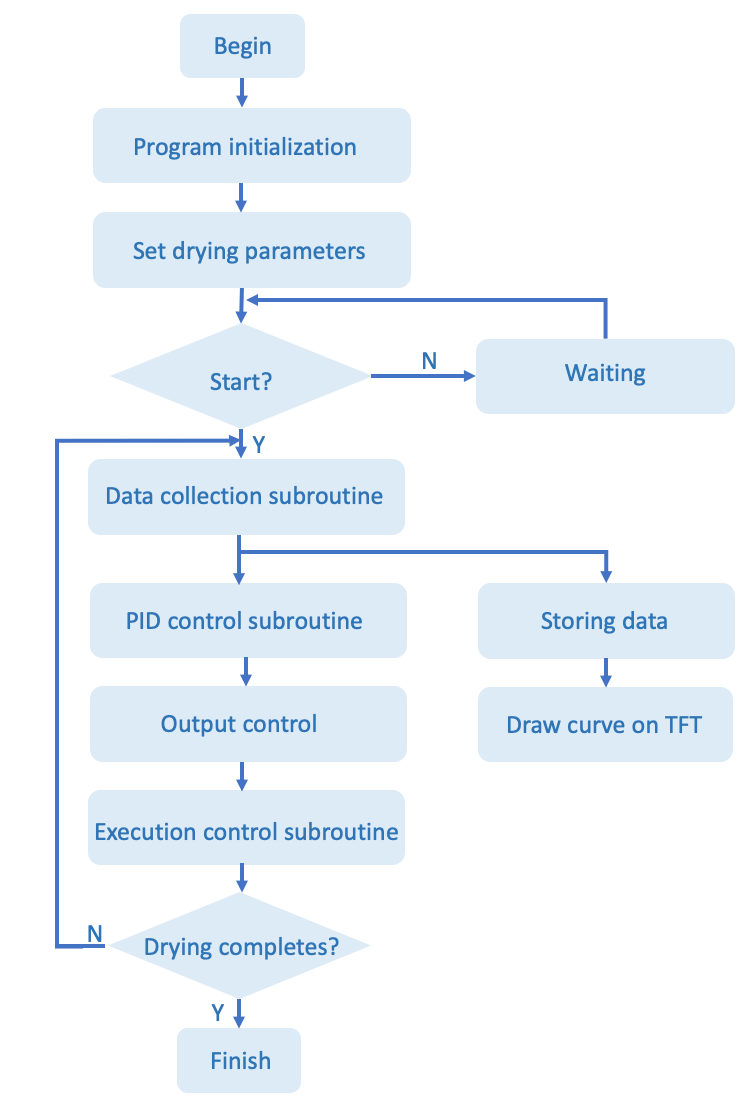 Begin
Program initialization
Set drying parameters
Start?
N
Waiting
Y
Data collection subroutine
PID control subroutine
Storing data
Output control
Draw curve on TFT
Execution control subroutine
N
Drying completes?
Y
Finish